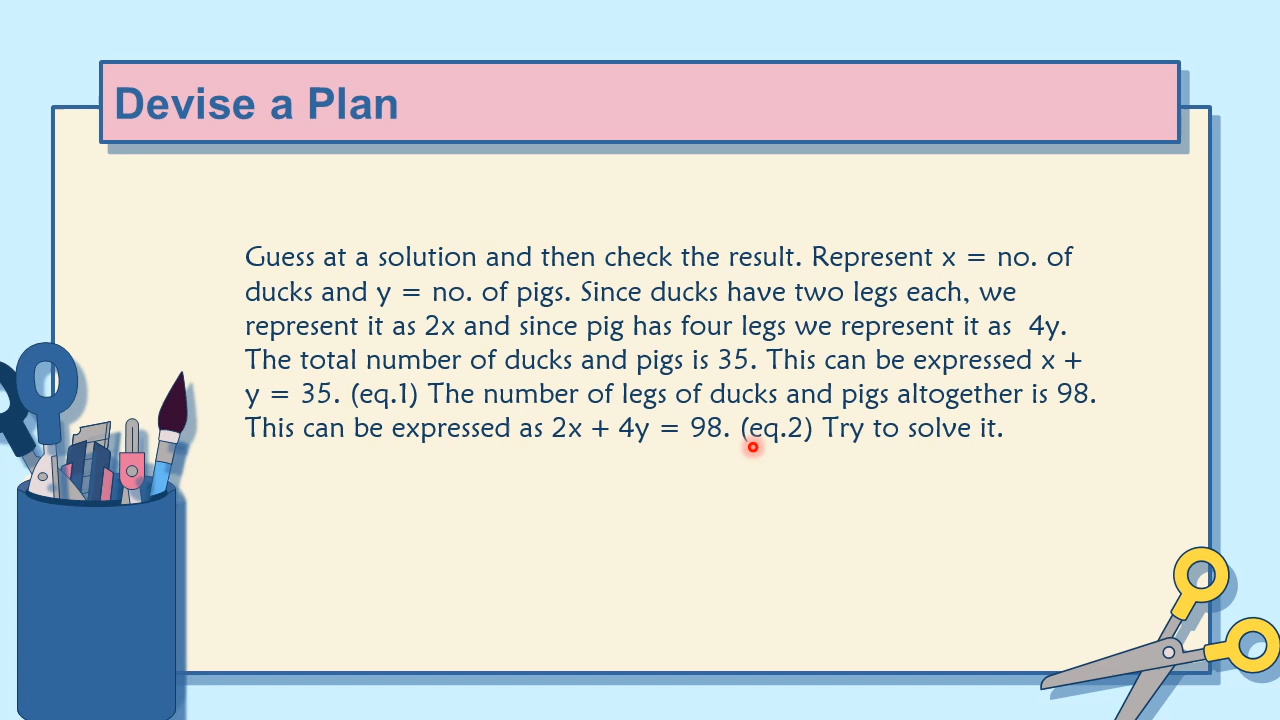 Devise a Plan
Guess at a solution and then check the result. Represent x = no. of
ducks and y = no. of pigs. Since ducks have two legs each, we
represent it as 2x and since pig has four legs we represent it as  4y.
The total number of ducks and pigs is 35. This can be expressed x +
y = 35. (eq.1) The number of legs of ducks and pigs altogether is 98.
This can be expressed as 2x + 4y = 98. (eq.2) Try to solve it.